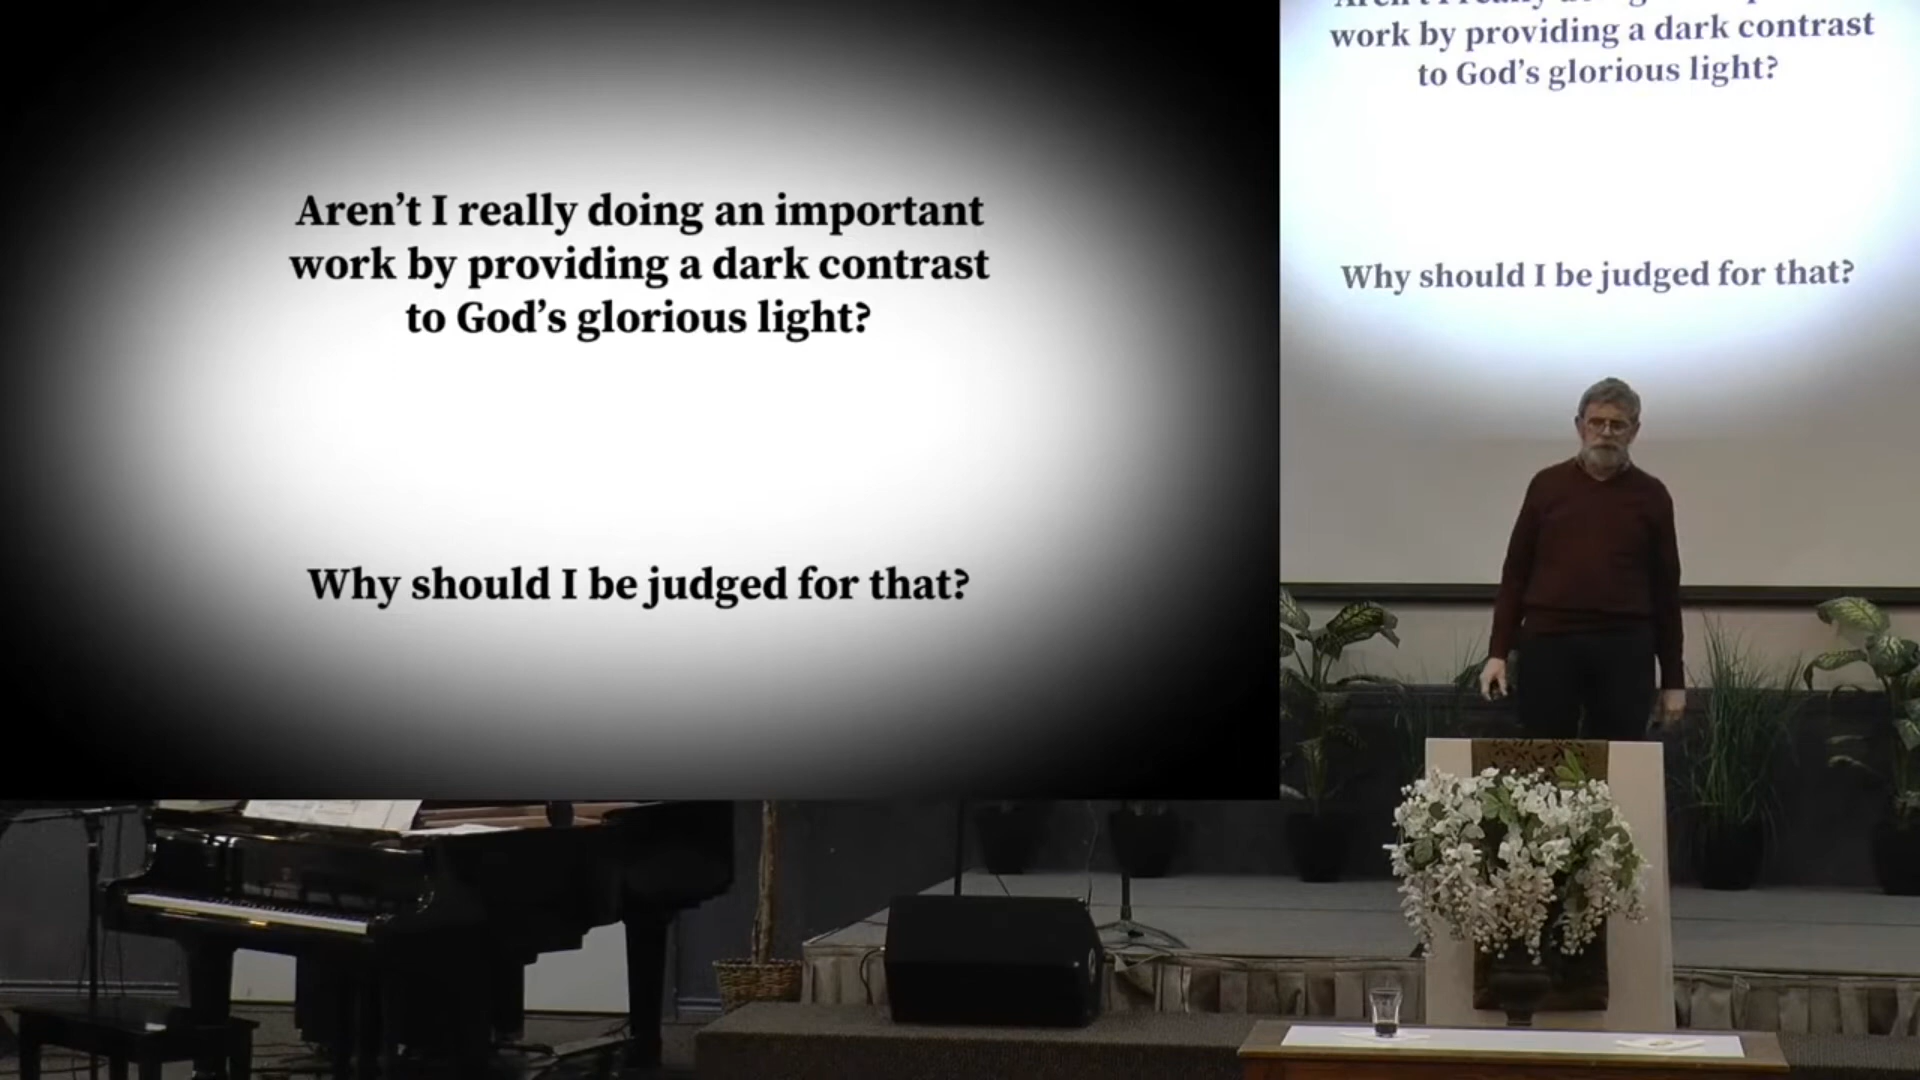 Aren’t I really doing an important
work by providing a dark contrast
to God’s glorious light?
Why should I be judged for that?
work by providing a dark contrast
to God’s glorious light?
Why should I be judged for that?